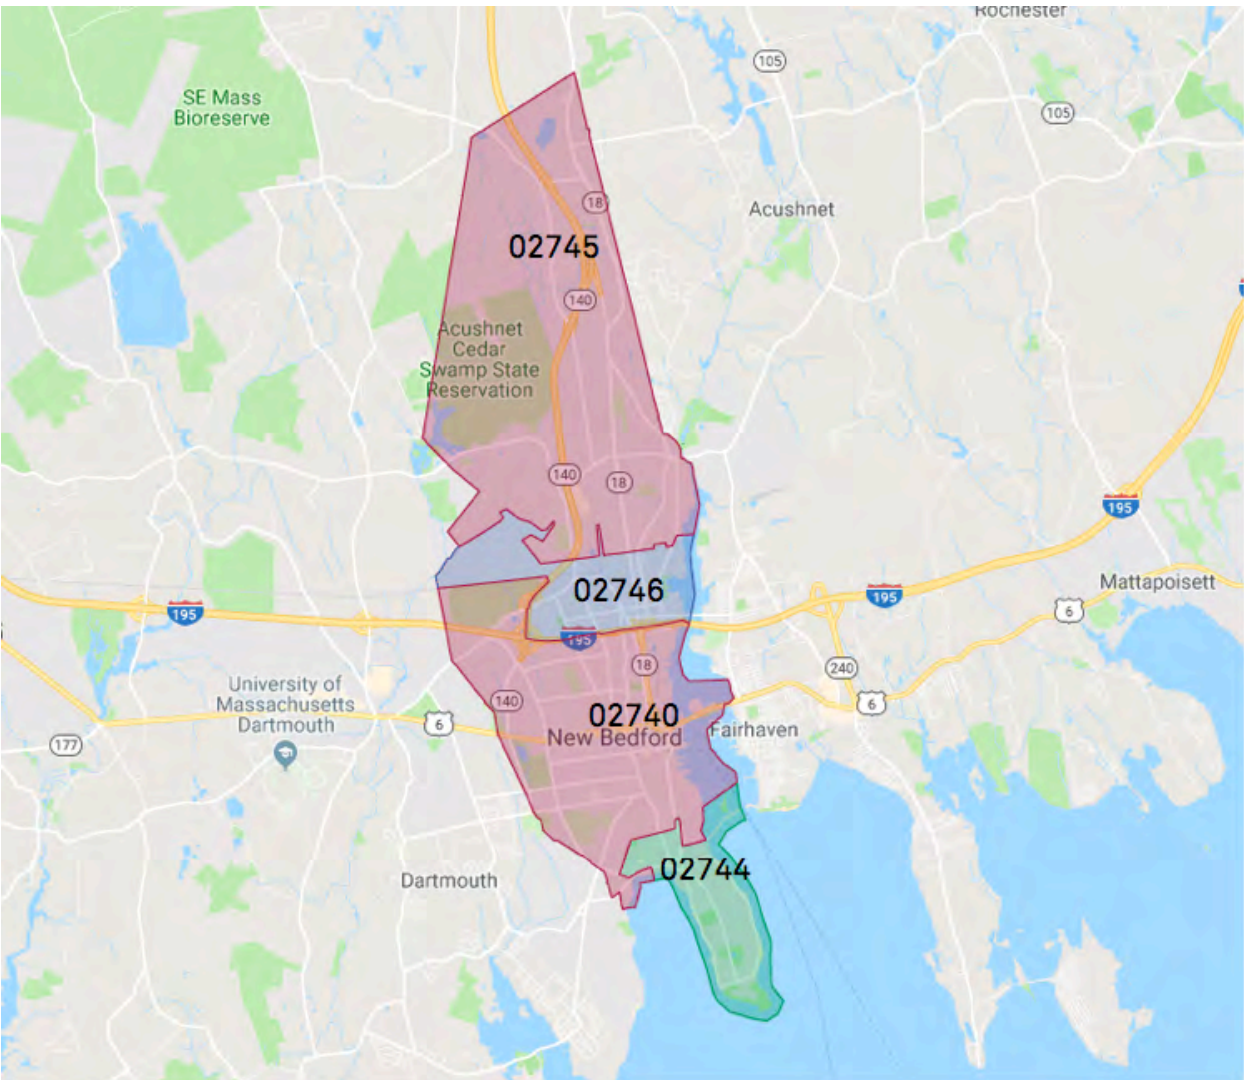 Rochester
105
SE Mass
Bioreserve
105
18
Acushnet
02745
140
Acushnet
Cedar
Swamp State
Reservation
140
18
195
02746
Mattapoisett
195
195
6
195
18
240
University of
Massachusetts
Dartmouth
140
6
6
02740
New Bedford
Fairhaven
177
02744
Dartmouth